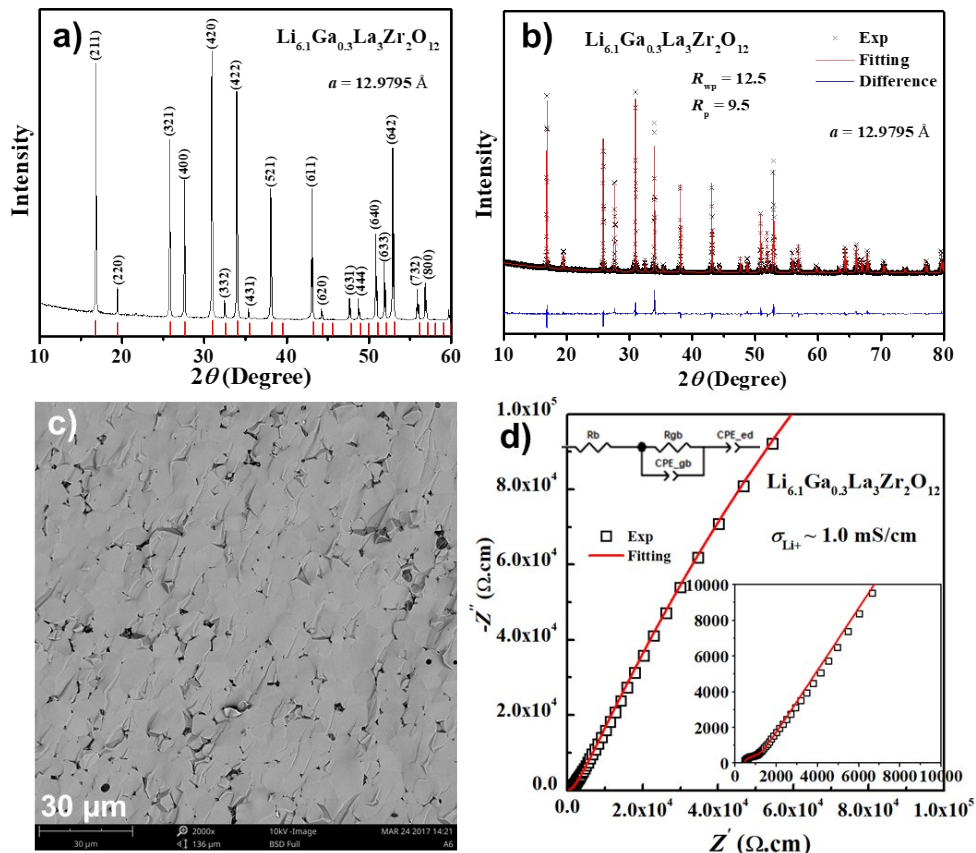 a)
Li6.1Ga0.3La3Zr2O12
a = 12.9795 Å
(211)
(220)
(321)
(400)
(420)
(332)
(422)
(431)
(521)
(611)
(620)
(631)
(444)
(640)
(633)
(642)
(732)
(800)
Intensity
10 20 30 40 50 60
2θ (Degree)
b)
Li6.1Ga0.3La3Zr2O12
Exp
Fitting
Difference
Rwp = 12.5
Rp = 9.5
a = 12.9795 Å
Intensity
10 20 30 40 50 60 70 80
2θ (Degree)
c)
30 µm
30 µm
2000x
136 µm
10kV -Image
BSD Full
MAR 24 2017 14:21
A6
d)
Rb
Rgb
CPE_ed
CPE_gb
Li6.1Ga0.3La3Zr2O12
σLi+ ~ 1.0 mS/cm
Exp
Fitting
-Z'' (Ω.cm)
1.0x10^5
8.0x10^4
6.0x10^4
4.0x10^4
2.0x10^4
0.0
10000
8000
6000
4000
2000
0
0 2000 4000 6000 8000 10000
0.0 2.0x10^4 4.0x10^4 6.0x10^4 8.0x10^4 1.0x10^5
Z' (Ω.cm)